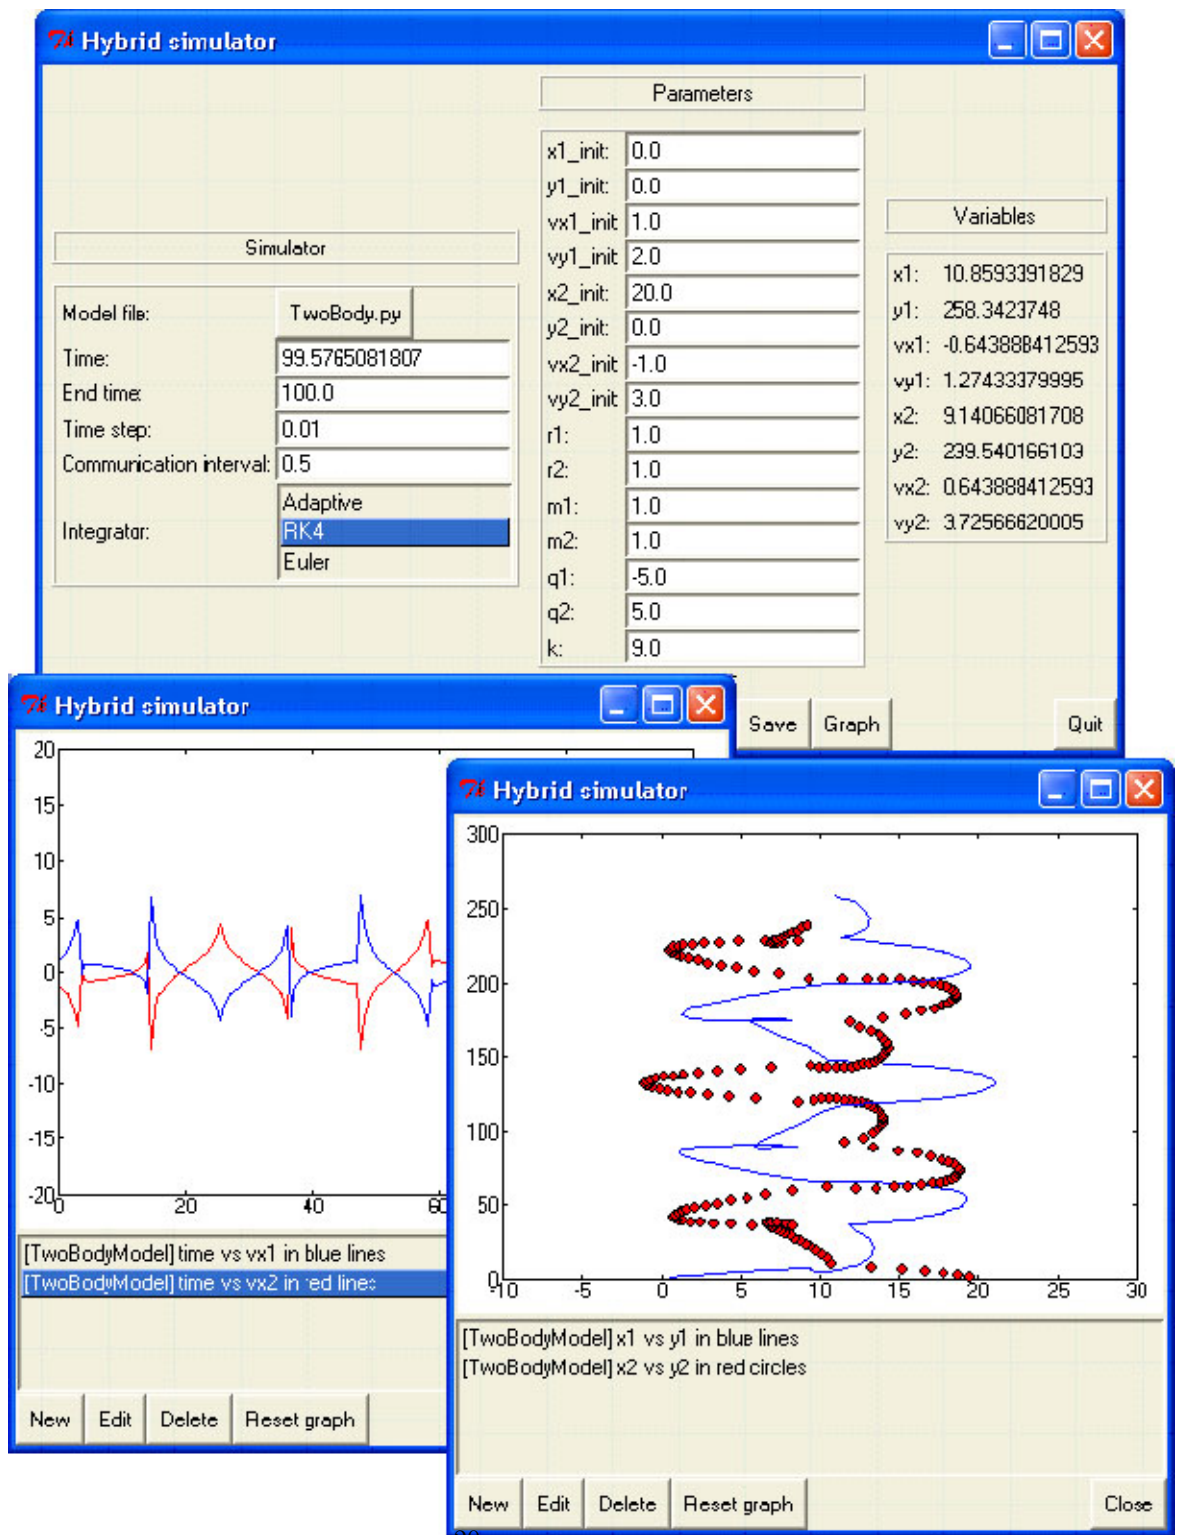 Hybrid simulator
Parameters
x1_init: 0.0
y1_init: 0.0
vx1_init 1.0
vy1_init 2.0
x2_init: 20.0
y2_init: 0.0
vx2_init -1.0
vy2_init 3.0
r1: 1.0
r2: 1.0
m1: 1.0
m2: 1.0
q1: -5.0
q2: 5.0
k: 9.0
Simulator
Model file: TwoBody.py
Time: 99.5765081807
End time: 100.0
Time step: 0.01
Communication interval: 0.5
Integrator:
Adaptive
RK4
Euler
Variables
x1: 10.8593391829
y1: 258.3423748
vx1: -0.643888412593
vy1: 1.27433379995
x2: 9.14066081708
y2: 239.540166103
vx2: 0.643888412593
vy2: 3.72566620005
Save Graph Quit
Hybrid simulator
20
15
10
5
0
-5
-10
-15
-20
0 20 40 60
[TwoBodyModel] time vs vx1 in blue lines
[TwoBodyModel] time vs vx2 in red lines
New Edit Delete Reset graph
Hybrid simulator
300
250
200
150
100
50
0
-10 -5 0 5 10 15 20 25 30
[TwoBodyModel] x1 vs y1 in blue lines
[TwoBodyModel] x2 vs y2 in red circles
New Edit Delete Reset graph Close